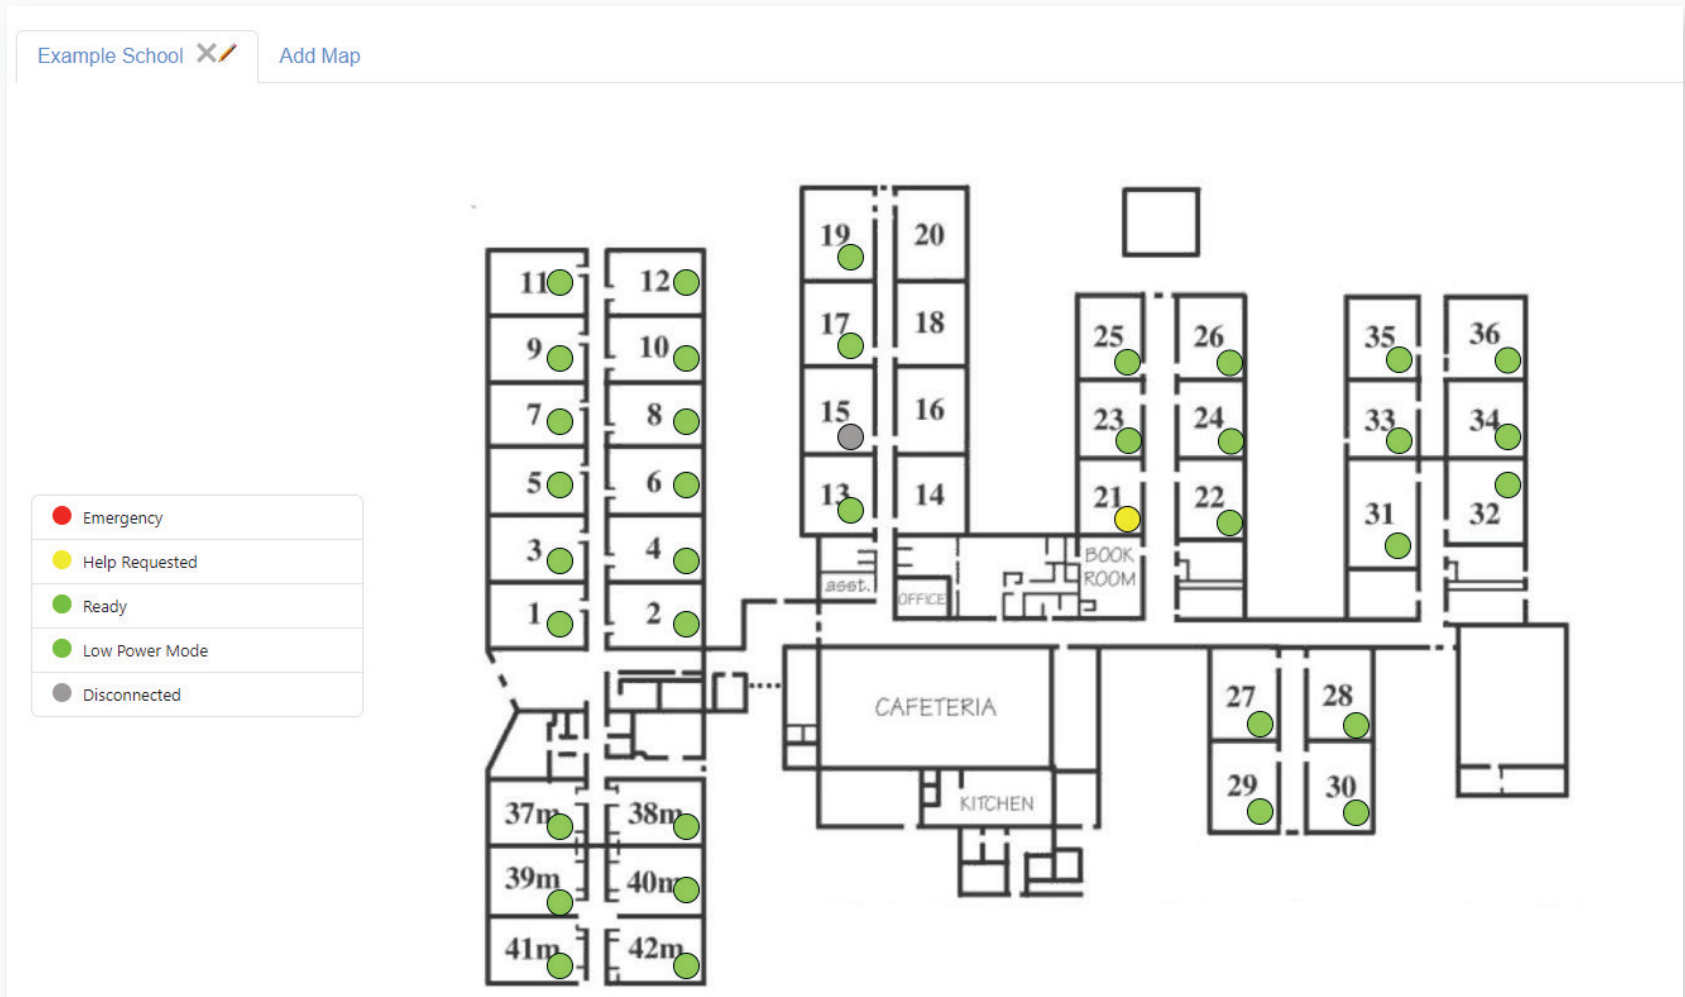 Example School
Add Map
Emergency
Help Requested
Ready
Low Power Mode
Disconnected
11
12
9
10
7
8
5
6
3
4
1
2
37m
38m
39m
40m
41m
42m
19
20
17
18
15
16
13
14
asst.
OFFICE
25
26
23
24
21
22
BOOK
ROOM
35
36
33
34
31
32
CAFETERIA
KITCHEN
27
28
29
30